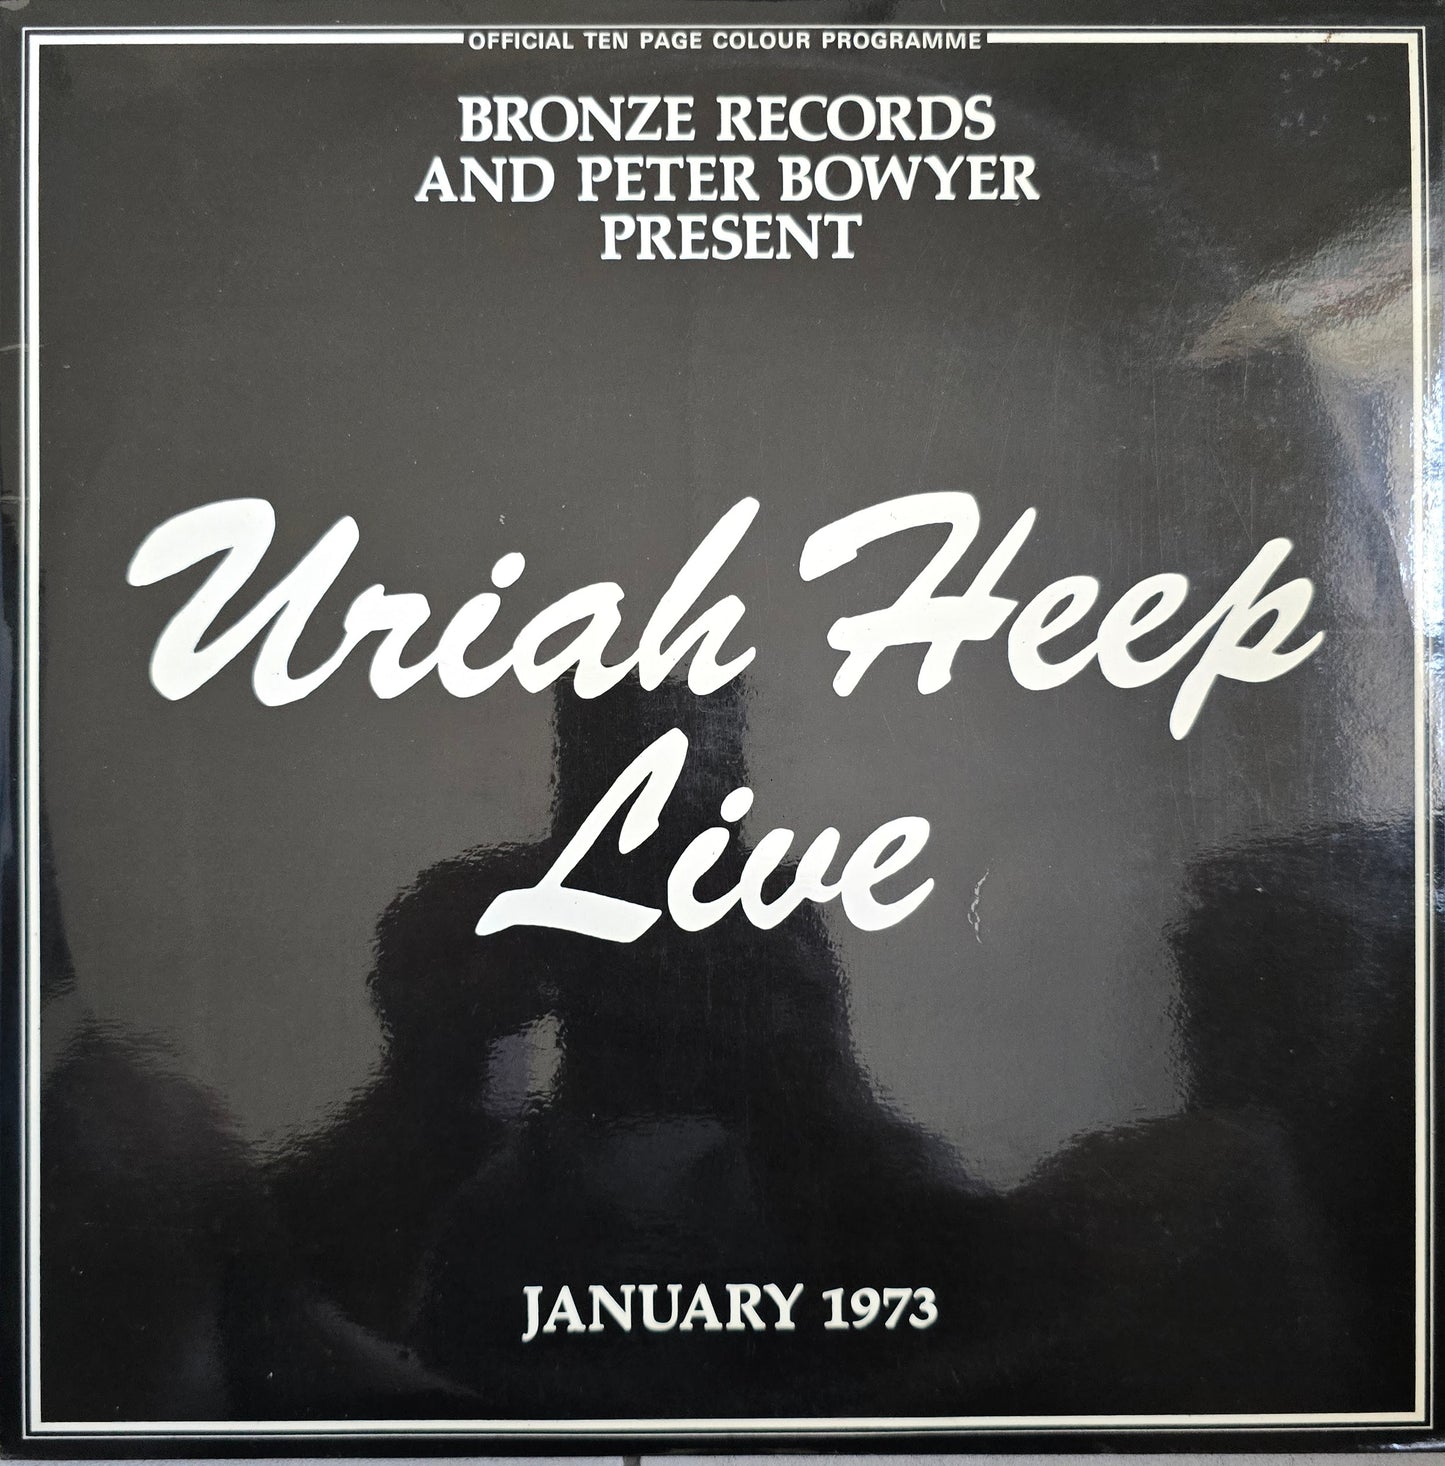 OFFICIAL TEN PAGE COLOUR PROGRAMME
BRONZE RECORDS
AND PETER BOWYER
PRESENT
Uriah Heep
Live
JANUARY 1973